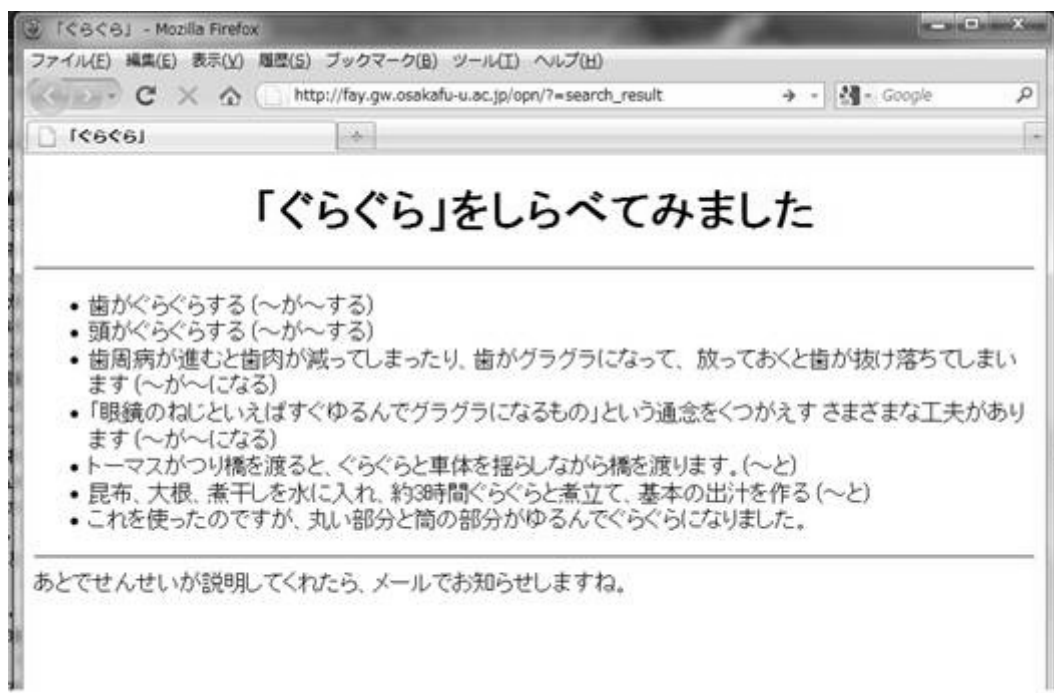 「ぐらぐら」 - Mozilla Firefox
ファイル(F) 編集(E) 表示(V) 履歴(S) ブックマーク(B) ツール(T) ヘルプ(H)
http://fay.gw.osakafu-u.ac.jp/opn/?=search_result Google
「ぐらぐら」
「ぐらぐら」をしらべてみました
• 歯がぐらぐらする (～が～する)
• 頭がぐらぐらする (～が～する)
• 歯周病が進むと歯肉が減ってしまったり、歯がグラグラになって、 放っておくと歯が抜け落ちてしまい
ます (～が～になる)
• 「眼鏡のねじといえばすぐゆるんでグラグラになるもの」という通念をくつがえす さまざまな工夫があり
ます (～が～になる)
• トーマスがつり橋を渡ると、ぐらぐらと車体を揺らしながら橋を渡ります。(～と)
• 昆布、大根、煮干しを水に入れ、約3時間ぐらぐらと煮立て、基本の出汁を作る (～と)
• これを使ったのですが、丸い部分と筒の部分がゆるんでぐらぐらになりました。
あとでせんせいが説明してくれたら、メールでお知らせしますね。